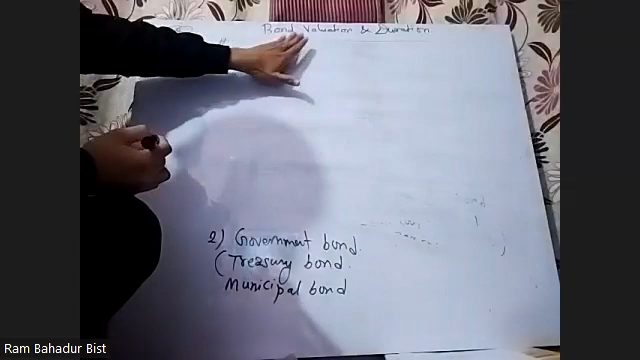 Bond Valuation & Duration
2) Government bond.
(Treasury bond.
Municipal bond
Ram Bahadur Bist